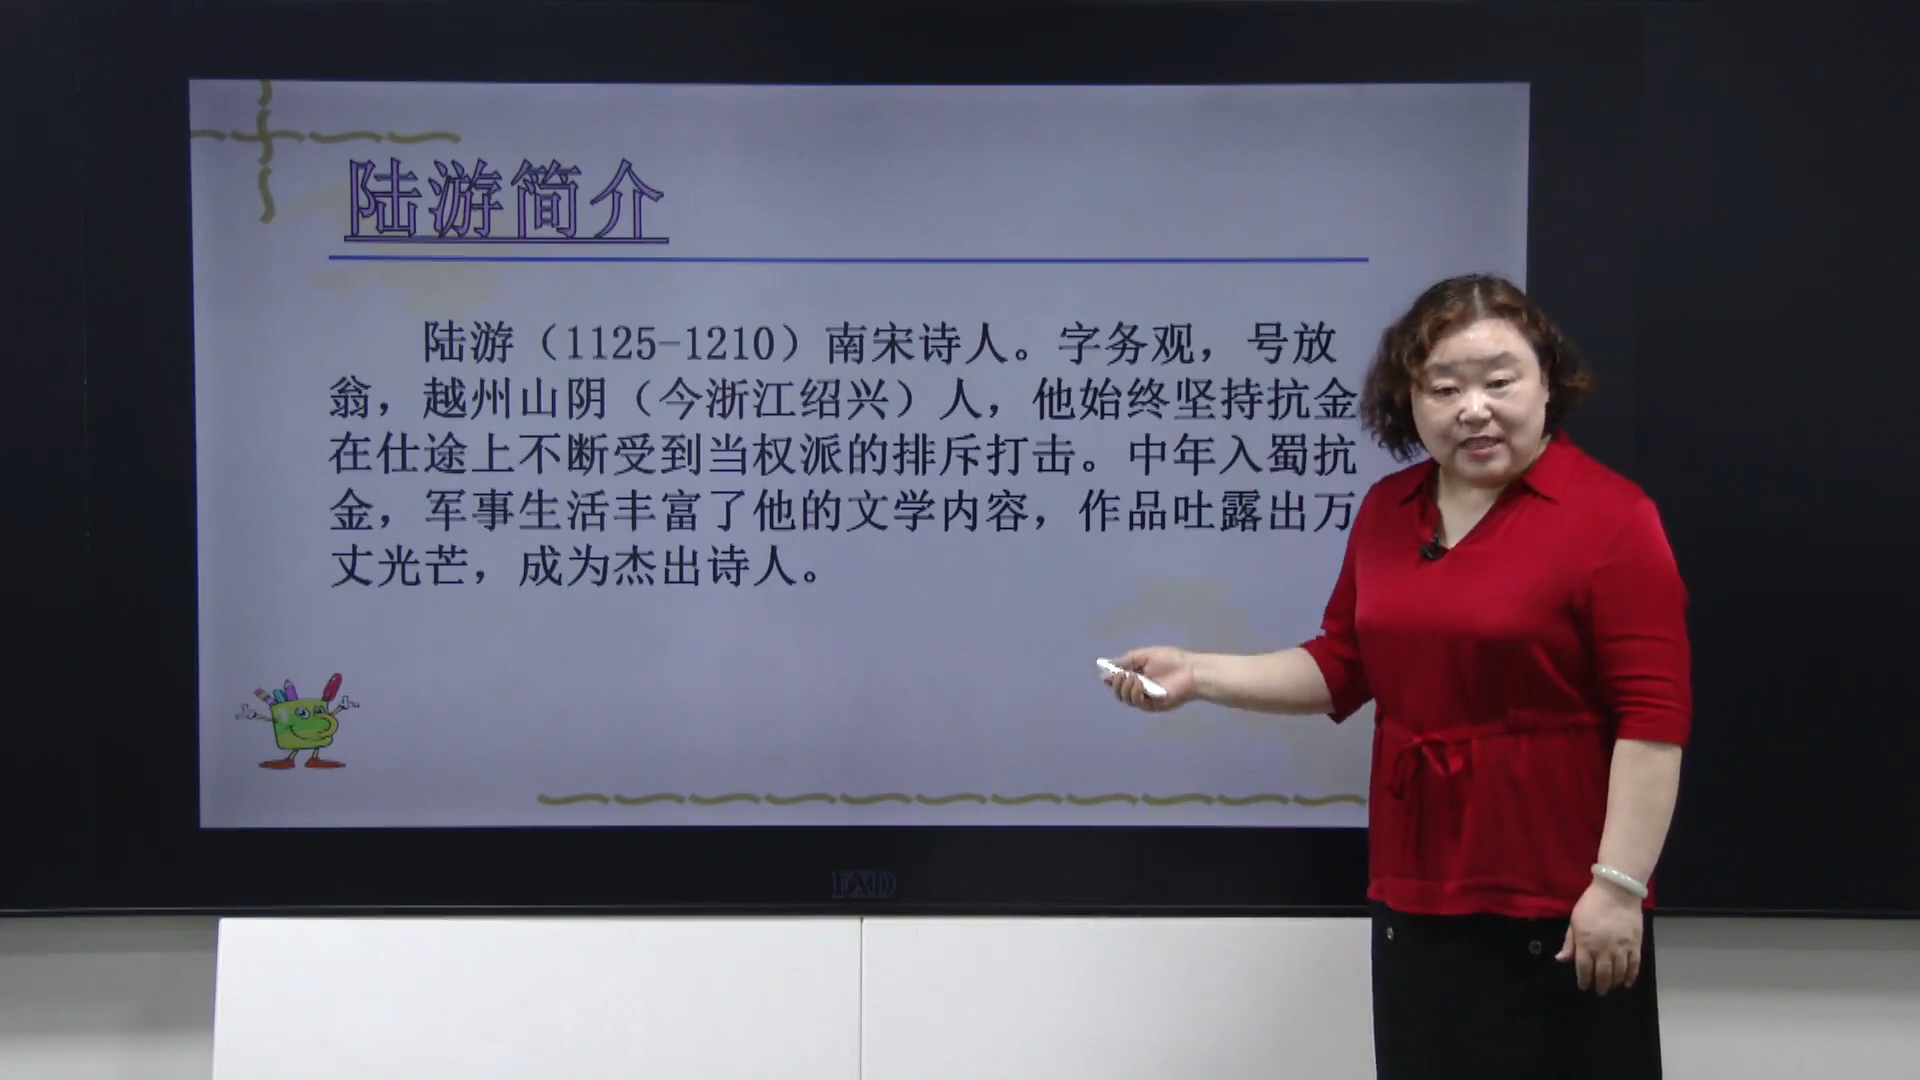 陆游简介
陆游（1125-1210）南宋诗人。字务观，号放
翁，越州山阴（今浙江绍兴）人，他始终坚持抗金
在仕途上不断受到当权派的排斥打击。中年入蜀抗
金，军事生活丰富了他的文学内容，作品吐露出万
丈光芒，成为杰出诗人。